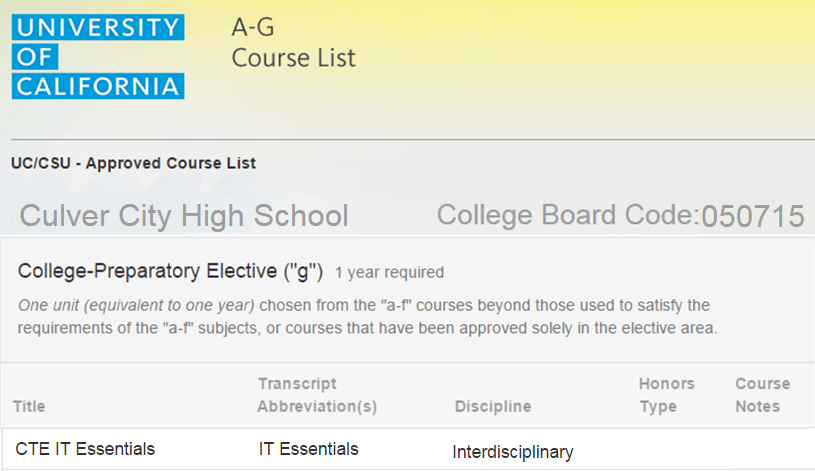 UNIVERSITY
OF
CALIFORNIA
A-G
Course List
UC/CSU - Approved Course List
Culver City High School College Board Code:050715
College-Preparatory Elective ("g") 1 year required
One unit (equivalent to one year) chosen from the "a-f" courses beyond those used to satisfy the
requirements of the "a-f" subjects, or courses that have been approved solely in the elective area.
Title Transcript Abbreviation(s) Discipline Honors Type Course Notes
CTE IT Essentials IT Essentials Interdisciplinary